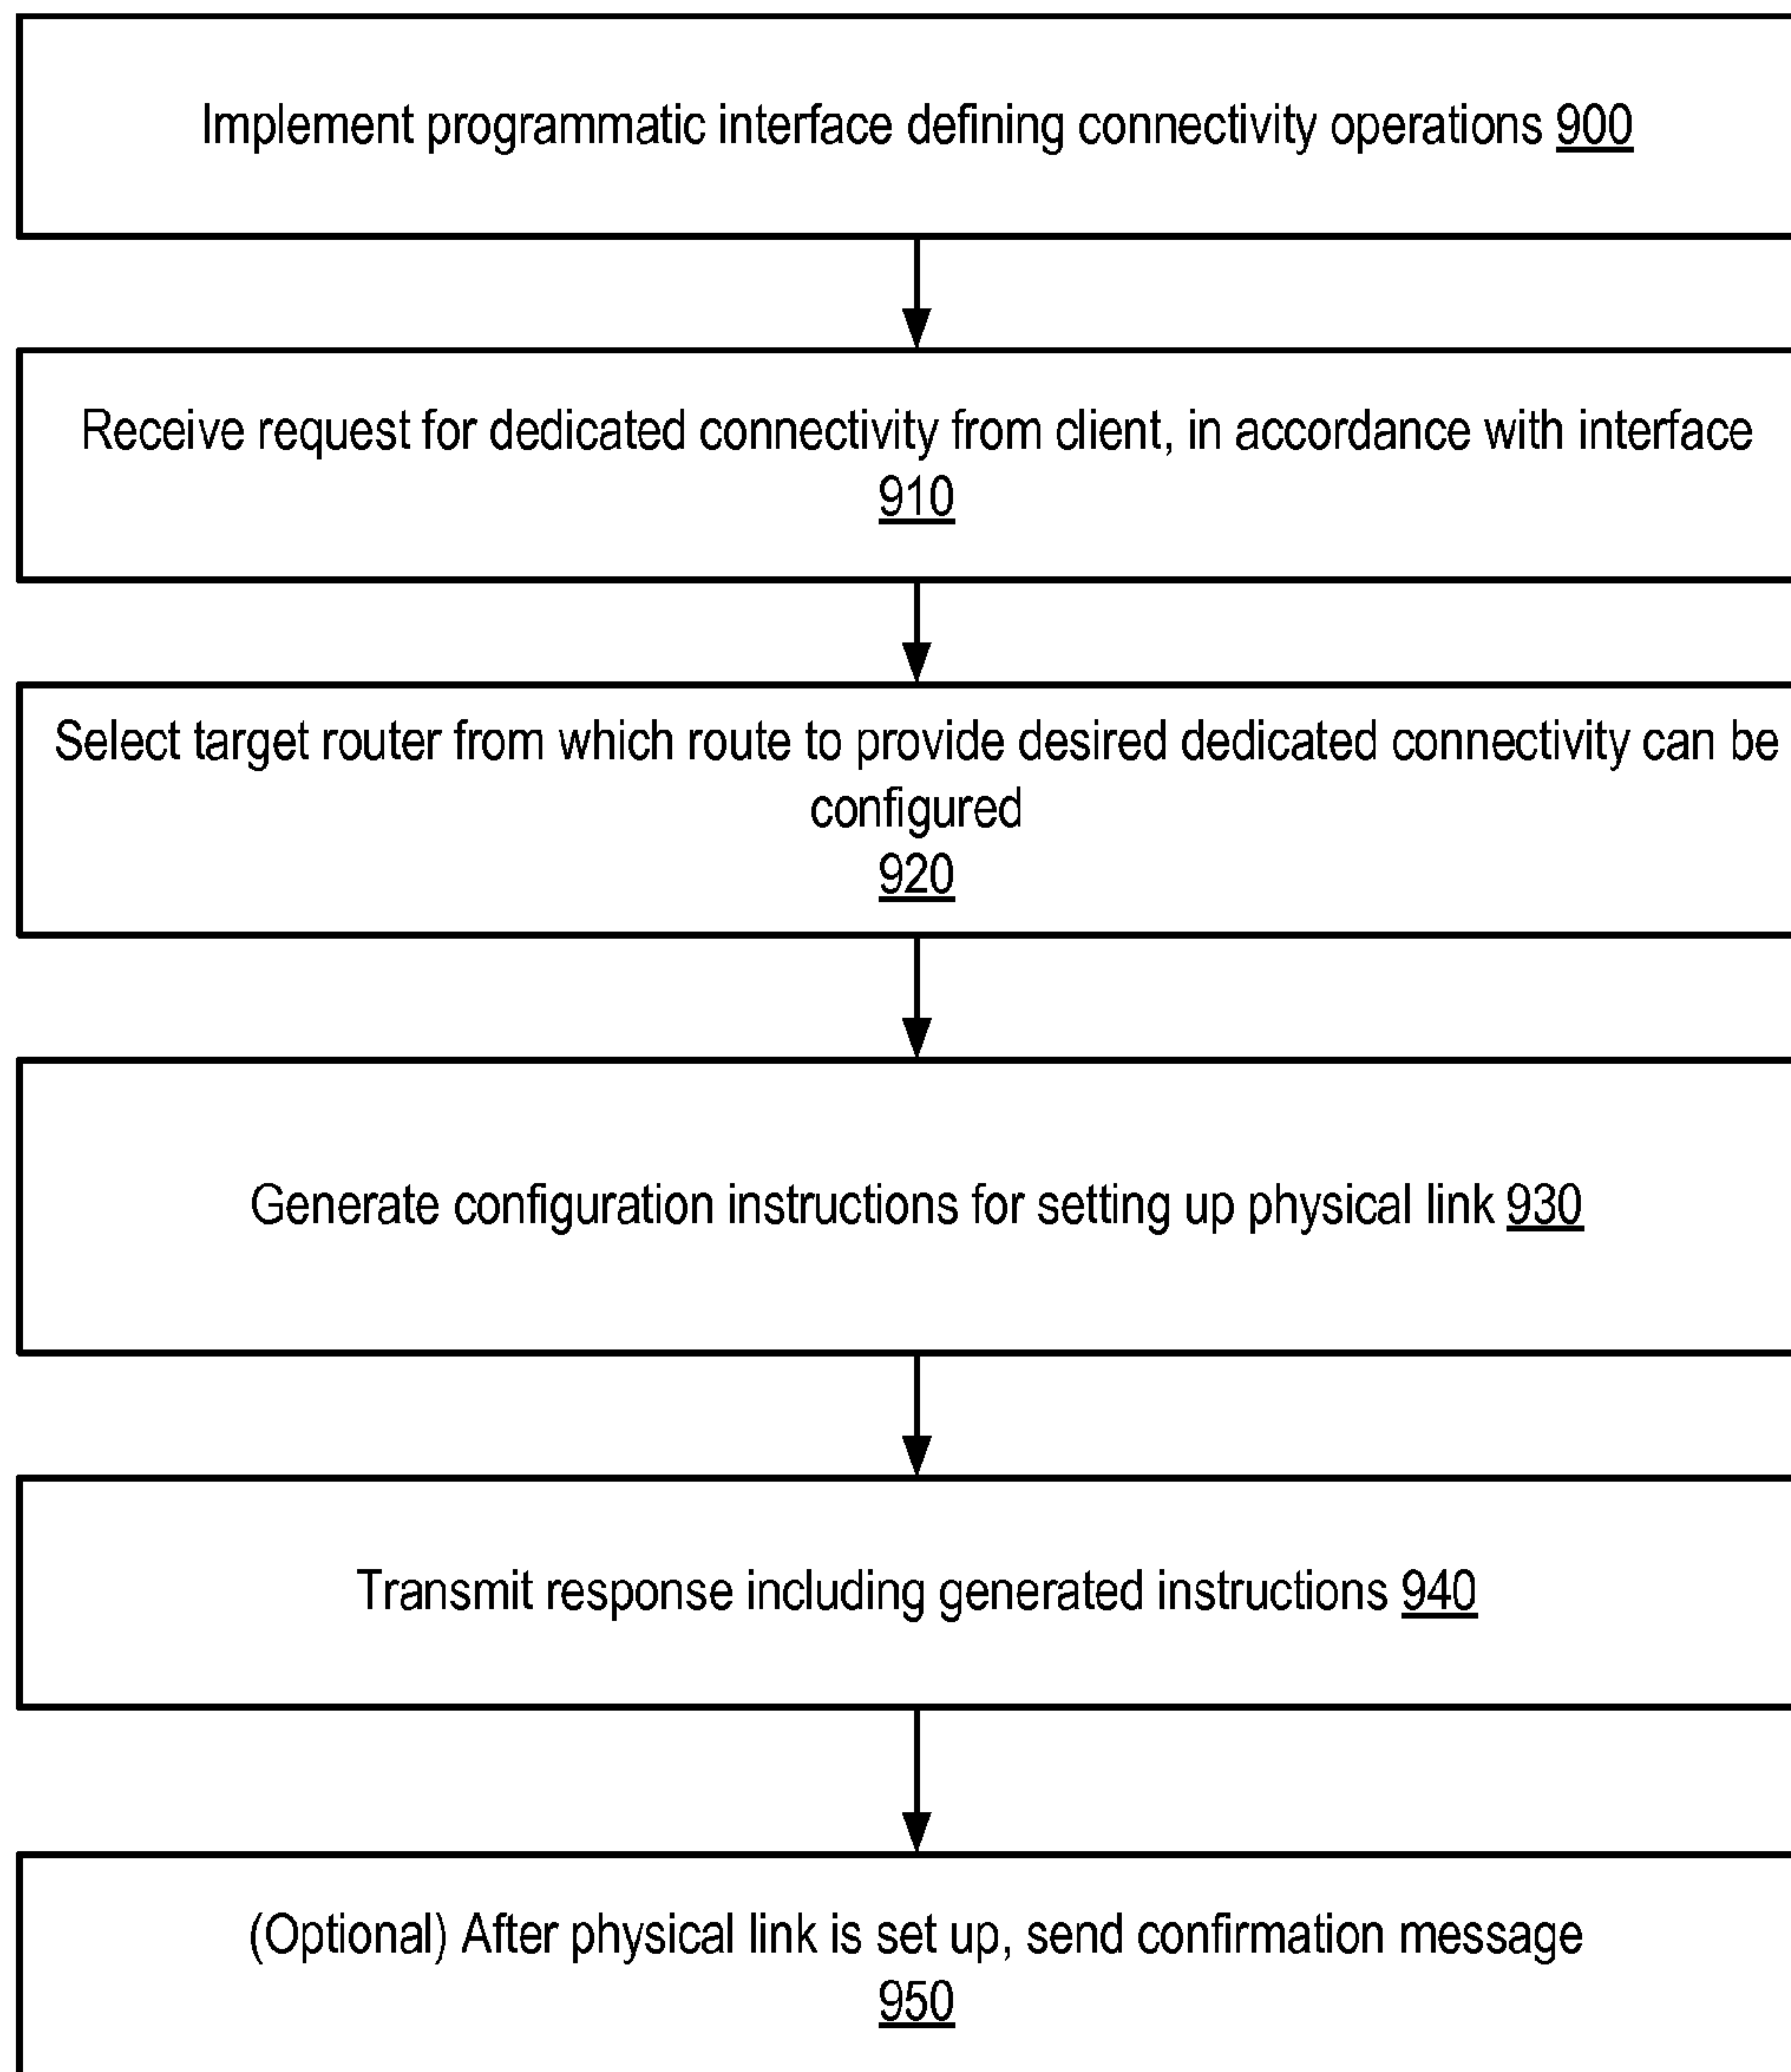 Implement programmatic interface defining connectivity operations 900
Receive request for dedicated connectivity from client, in accordance with interface
910
Select target router from which route to provide desired dedicated connectivity can be
configured
920
Generate configuration instructions for setting up physical link 930
Transmit response including generated instructions 940
(Optional) After physical link is set up, send confirmation message
950